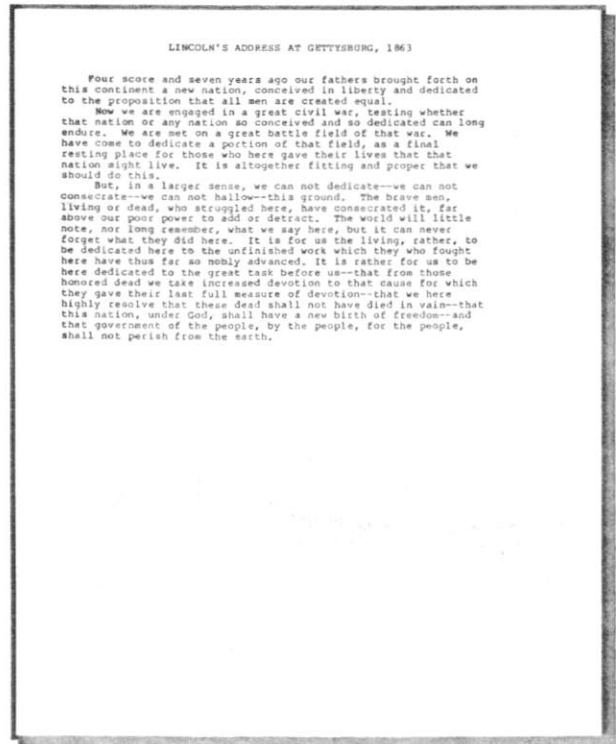 LINCOLN'S ADDRESS AT GETTYSBURG, 1863
Four score and seven years ago our fathers brought forth on
this continent a new nation, conceived in liberty and dedicated
to the proposition that all men are created equal.
Now we are engaged in a great civil war, testing whether
that nation or any nation so conceived and so dedicated can long
endure. We are met on a great battle field of that war. We
have come to dedicate a portion of that field, as a final
resting place for those who here gave their lives that that
nation might live. It is altogether fitting and proper that we
should do this.
But, in a larger sense, we can not dedicate--we can not
consecrate--we can not hallow--this ground. The brave men,
living or dead, who struggled here, have consecrated it, far
above our poor power to add or detract. The world will little
note, nor long remember, what we say here, but it can never
forget what they did here. It is for us the living, rather, to
be dedicated here to the unfinished work which they who fought
here have thus far so nobly advanced. It is rather for us to be
here dedicated to the great task before us--that from those
honored dead we take increased devotion to that cause for which
they gave their last full measure of devotion--that we here
highly resolve that these dead shall not have died in vain--that
this nation, under God, shall have a new birth of freedom--and
that government of the people, by the people, for the people,
shall not perish from the earth.